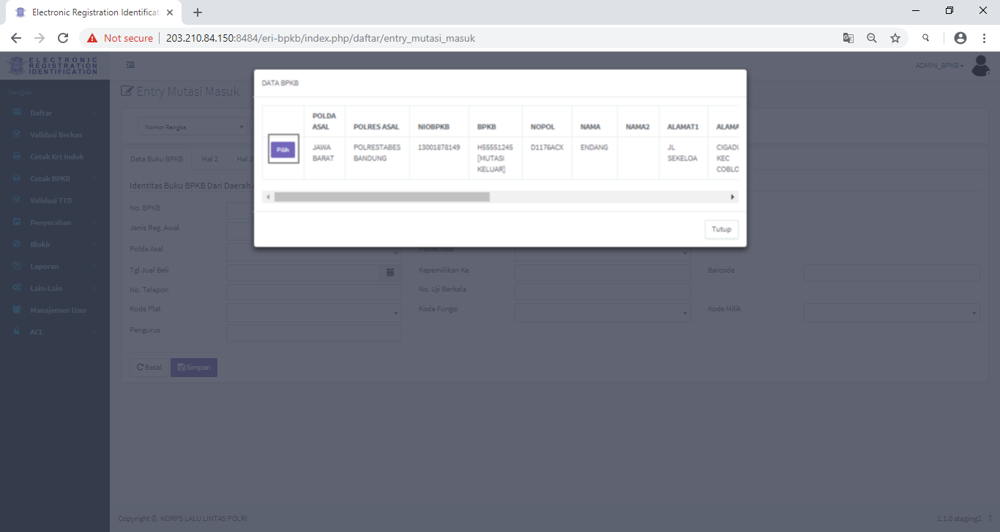 Electronic Registration Identificat
Not secure
203.210.84.150:8484/eri-bpkb/index.php/daftar/entry_mutasi_masuk
ELECTRONIC
REGISTRATION
IDENTIFICATION
ADMIN_BPKB
Navigasi
Daftar
Validasi Berkas
Cetak Krt Induk
Cetak BPKB
Validasi TTD
Penyerahan
Blokir
Laporan
Lain-Lain
Manajemen User
ACL
Entry Mutasi Masuk
Nomor Rangka
Data Buku BPKB
Hal 2
Hal
Identitas Buku BPKB Dari Daerah
DATA BPKB
POLDA ASAL
POLRES ASAL
NIOBPKB
BPKB
NOPOL
NAMA
NAMA2
ALAMAT1
ALAMA
Pilih
JAWA BARAT
POLRESTABES BANDUNG
13001878149
H55551245
[MUTASI
KELUAR]
D1176ACX
ENDANG
JL SEKELOA
CIGADU
KEC
COBLO
Tutup
No. BPKB
Jenis Reg. Awal
Polda Asal
Polres Asal
Tgl Jual Beli
Kepemilikan Ke
Barcode
No. Telepon
No. Uji Berkala
Kode Plat
Kode Fungsi
Kode Milik
Pengurus
Batal
Simpan
Copyright ©. KORPS LALU LINTAS POLRI
1.1.0 staging2